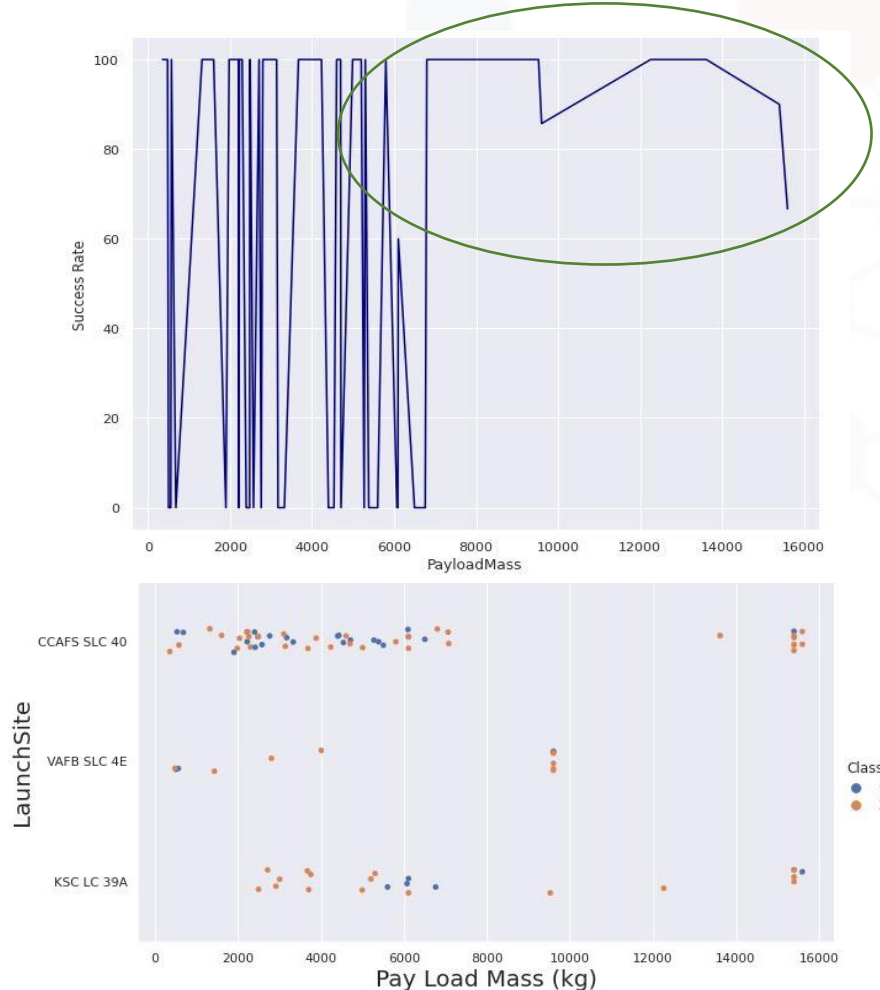 100
80
60
40
20
0
Success Rate
0 2000 4000 6000 8000 10000 12000 14000 16000
PayloadMass
CCAFS SLC 40
VAFB SLC 4E
KSC LC 39A
LaunchSite
Class
0 2000 4000 6000 8000 10000 12000 14000 16000
Pay Load Mass (kg)